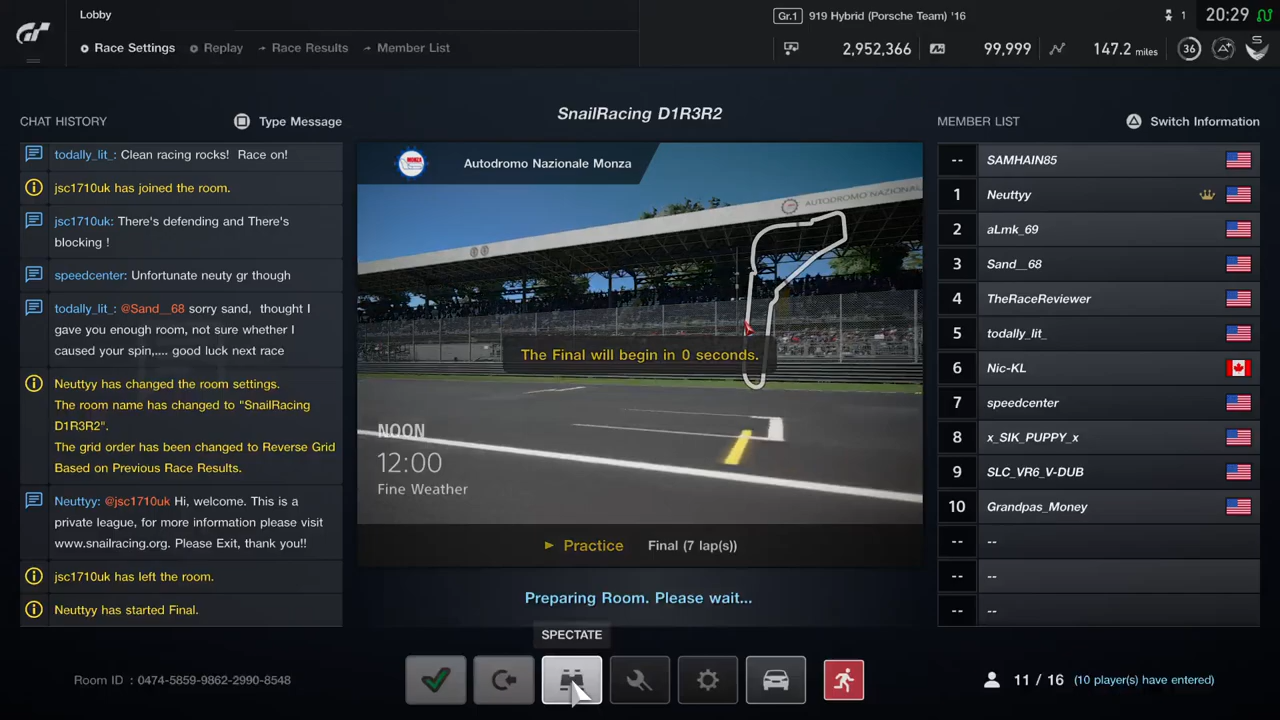 Lobby
Race Settings
Replay
Race Results
Member List
Gr.1 919 Hybrid (Porsche Team) '16
1
20:29
2,952,366
99,999
147.2 miles
36
A+
S
CHAT HISTORY
Type Message
todally_lit_: Clean racing rocks! Race on!
jsc1710uk has joined the room.
jsc1710uk: There's defending and There's
blocking !
speedcenter: Unfortunate neuty gr though
todally_lit_: @Sand__68 sorry sand, thought I
gave you enough room, not sure whether I
caused your spin,.... good luck next race
Neuttyy has changed the room settings.
The room name has changed to "SnailRacing
D1R3R2".
The grid order has been changed to Reverse Grid
Based on Previous Race Results.
Neuttyy: @jsc1710uk Hi, welcome. This is a
private league, for more information please visit
www.snailracing.org. Please Exit, thank you!!
jsc1710uk has left the room.
Neuttyy has started Final.
SnailRacing D1R3R2
MONZA
Autodromo Nazionale Monza
AUTODROMO NAZIONAL
The Final will begin in 0 seconds.
NOON
12:00
Fine Weather
Practice
Final (7 lap(s))
Preparing Room. Please wait...
MEMBER LIST
Switch Information
-- SAMHAIN85
1 Neuttyy
2 aLmk_69
3 Sand__68
4 TheRaceReviewer
5 todally_lit_
6 Nic-KL
7 speedcenter
8 x_SIK_PUPPY_x
9 SLC_VR6_V-DUB
10 Grandpas_Money
-- --
-- --
-- --
SPECTATE
Room ID : 0474-5859-9862-2990-8548
11 / 16 (10 player(s) have entered)